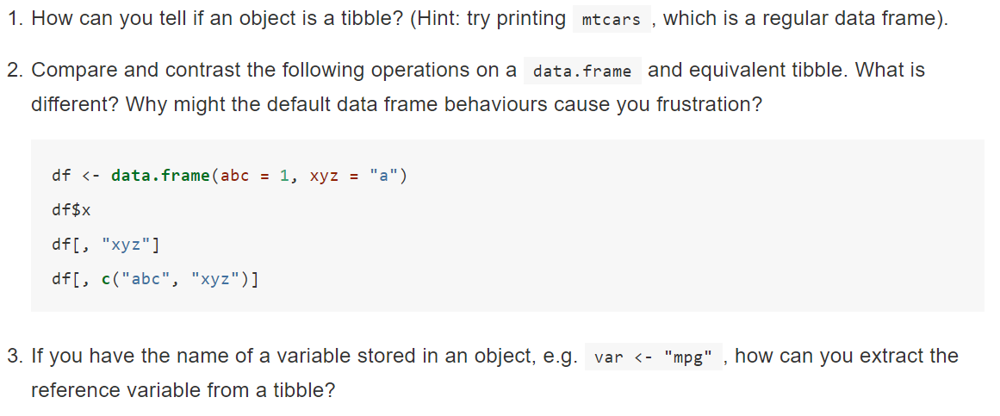 1. How can you tell if an object is a tibble? (Hint: try printing mtcars , which is a regular data frame).
2. Compare and contrast the following operations on a data.frame and equivalent tibble. What is
different? Why might the default data frame behaviours cause you frustration?
df <- data.frame(abc = 1, xyz = "a")
df$x
df[, "xyz"]
df[, c("abc", "xyz")]
3. If you have the name of a variable stored in an object, e.g. var <- "mpg" , how can you extract the
reference variable from a tibble?